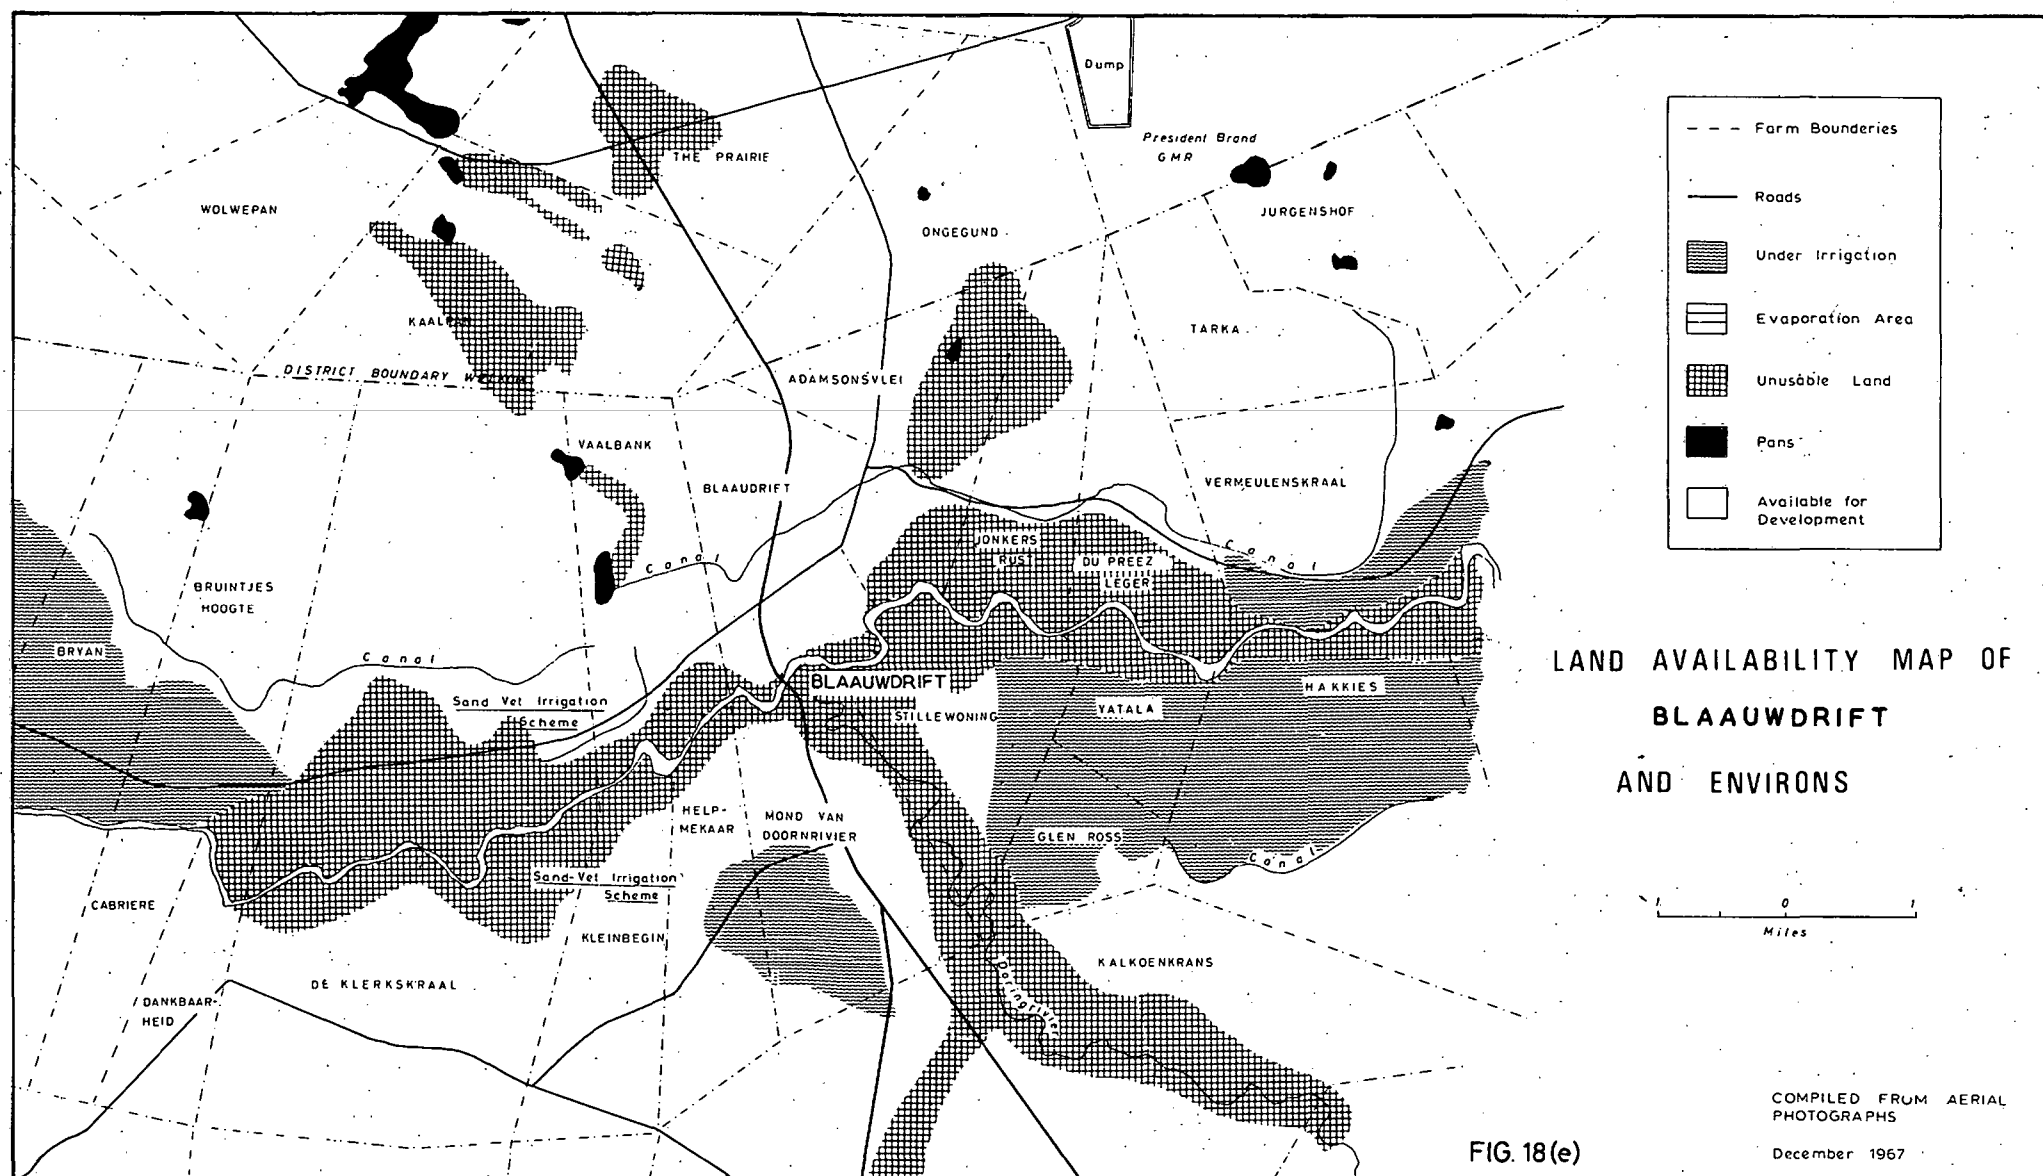 Dump
President Brand
GMR
THE PRAIRIE
WOLWEPAN
JURGENSHOF
ONGEGUND
KAALPAN
TARKA
DISTRICT BOUNDARY WELKOM
ADAMSONSVLEI
VAALBANK
BLAAUDRIFT
VERMEULENSKRAAL
JONKERS
RUST
DU PREEZ
LEGER
Canal
Canal
BRUINTJES
HOOGTE
BRYAN
Canal
Sand Vet Irrigation
Scheme
BLAAUWDRIFT
STILLEWONING
YATALA
HAKKIES
HELP-
MEKAAR
MOND VAN
DOORNRIVIER
GLEN ROSS
Canal
Sand-Vet Irrigation
Scheme
CABRIERE
KLEINBEGIN
DE KLERKSKRAAL
DANKBAAR-
HEID
KALKOENKRANS
Doringrivier
Farm Bounderies
Roads
Under Irrigation
Evaporation Area
Unusable Land
Pans
Available for
Development
LAND AVAILABILITY MAP OF
BLAAUWDRIFT
AND ENVIRONS
1 0 1
Miles
COMPILED FROM AERIAL
PHOTOGRAPHS
December 1967
FIG. 18(e)